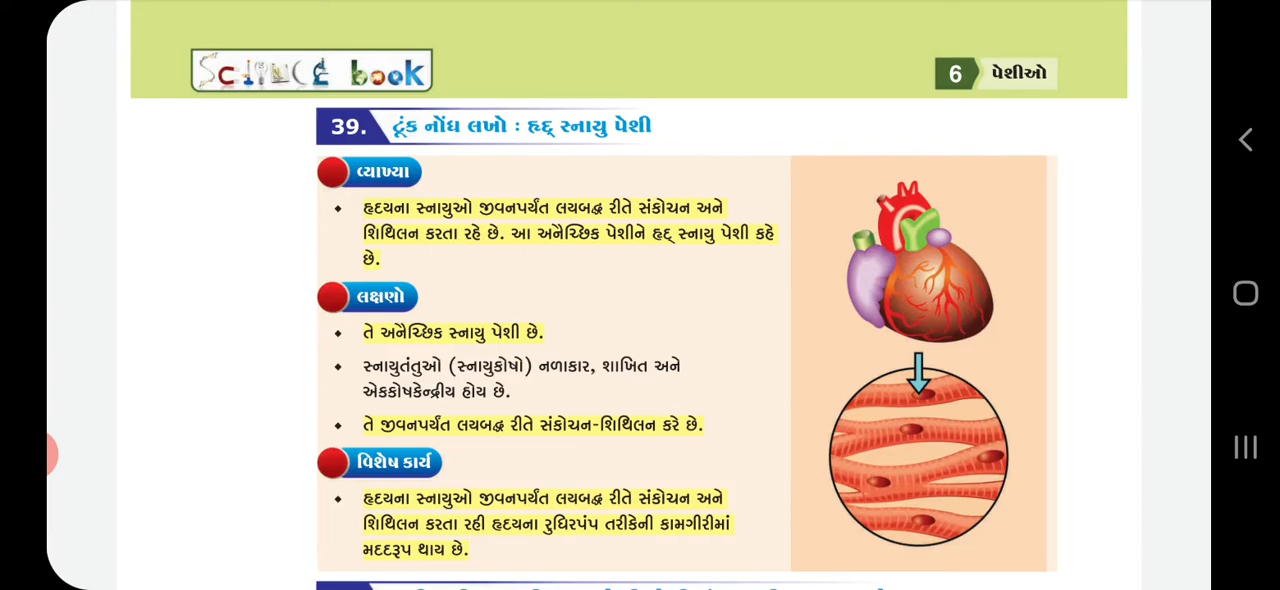 Science book
6 પેશીઓ
39. ટૂંક નોંધ લખો : હૃદ્ સ્નાયુ પેશી
વ્યાખ્યા
♦ હૃદયના સ્નાયુઓ જીવનપર્યંત લયબદ્ધ રીતે સંકોચન અને
શિથિલન કરતા રહે છે. આ અનૈચ્છિક પેશીને હૃદ્ સ્નાયુ પેશી કહે
છે.
લક્ષણો
♦ તે અનૈચ્છિક સ્નાયુ પેશી છે.
♦ સ્નાયુતંતુઓ (સ્નાયુકોષો) નળાકાર, શાખિત અને
એકકોષકેન્દ્રીય હોય છે.
♦ તે જીવનપર્યંત લયબદ્ધ રીતે સંકોચન-શિથિલન કરે છે.
વિશેષ કાર્ય
♦ હૃદયના સ્નાયુઓ જીવનપર્યંત લયબદ્ધ રીતે સંકોચન અને
શિથિલન કરતા રહી હૃદયના રુધિરપંપ તરીકેની કામગીરીમાં
મદદરૂપ થાય છે.